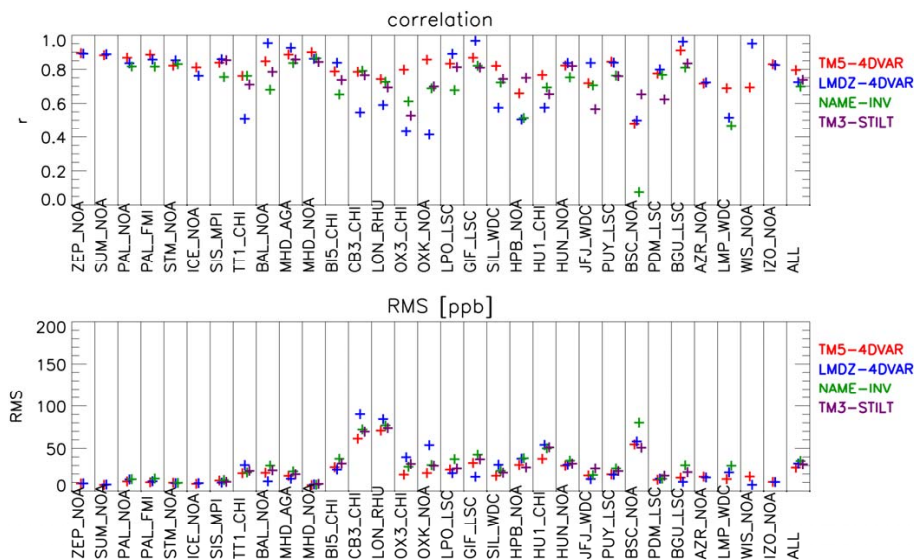 correlation
1.0
0.8
0.6
0.4
0.2
0.0
r
TM5-4DVAR
LMDZ-4DVAR
NAME-INV
TM3-STILT
ZEP_NOA
SUM_NOA
PAL_NOA
PAL_FMI
STM_NOA
ICE_NOA
SIS_MPI
TT1_CHI
BAL_NOA
MHD_AGA
MHD_NOA
BI5_CHI
CB3_CHI
LON_RHU
OX3_CHI
OXK_NOA
LPO_LSC
GIF_LSC
SIL_WDC
HPB_NOA
HU1_CHI
HUN_NOA
JFJ_WDC
PUY_LSC
BSC_NOA
PDM_LSC
BGU_LSC
AZR_NOA
LMP_WDC
WIS_NOA
IZO_NOA
ALL
RMS [ppb]
200
150
100
50
0
RMS
TM5-4DVAR
LMDZ-4DVAR
NAME-INV
TM3-STILT
ZEP_NOA
SUM_NOA
PAL_NOA
PAL_FMI
STM_NOA
ICE_NOA
SIS_MPI
TT1_CHI
BAL_NOA
MHD_AGA
MHD_NOA
BI5_CHI
CB3_CHI
LON_RHU
OX3_CHI
OXK_NOA
LPO_LSC
GIF_LSC
SIL_WDC
HPB_NOA
HU1_CHI
HUN_NOA
JFJ_WDC
PUY_LSC
BSC_NOA
PDM_LSC
BGU_LSC
AZR_NOA
LMP_WDC
WIS_NOA
IZO_NOA
ALL